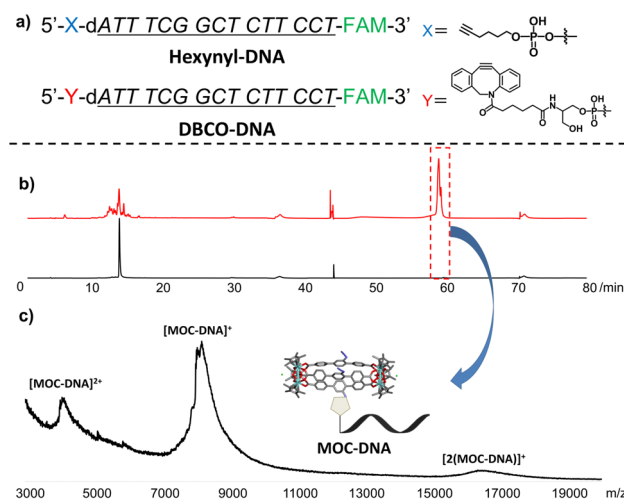 a) 5’-X-dATT TCG GCT CTT CCT-FAM-3’ X=
Hexynyl-DNA
OH
O-P-O
O
5’-Y-dATT TCG GCT CTT CCT-FAM-3’ Y=
DBCO-DNA
N
O
O
H
N
OH
O-P-O
O
OH
b)
0 10 20 30 40 50 60 70 80 /min
c)
[MOC-DNA]²⁺
[MOC-DNA]⁺
MOC-DNA
[2(MOC-DNA)]⁺
3000 5000 7000 9000 11000 13000 15000 17000 19000 m/z